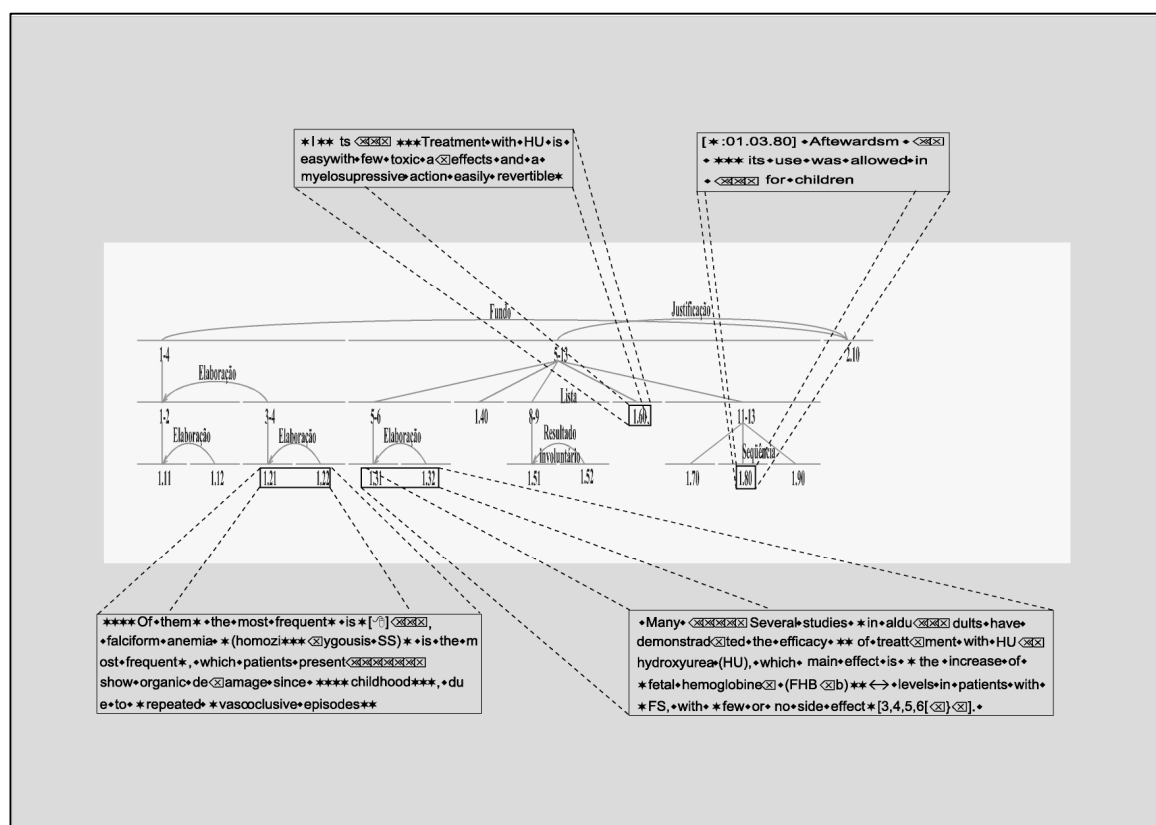 ✶I✶✶ ts ⌫⌫⌫ ✶✶✶Treatment⬥with⬥HU⬥is⬥
easywith⬥few⬥toxic⬥a⌫effects⬥and⬥a⬥
myelosupressive⬥action⬥easily⬥revertible✶
[✶:01.03.80]⬥Aftewardsm⬥⌫⌫
⬥✶✶✶ its⬥use⬥was⬥allowed⬥in
⬥⌫⌫⌫ for⬥children
Fundo
Justificação
1-4
5-13
2.10
Elaboração
Lista
1-2
3-4
5-6
1.40
8-9
1.60
11-13
Elaboração
Elaboração
Elaboração
Resultado
involuntário
Seqüência
1.11
1.12
1.21
1.22
1.31
1.32
1.51
1.52
1.70
1.80
1.90
✶✶✶✶Of⬥them✶⬥the⬥most⬥frequent✶⬥is⬥✶[🖰]⌫⌫⌫,
⬥falciform⬥anemia⬥✶(homozi✶✶✶⌫ygousis⬥SS)✶⬥is⬥the⬥m
ost⬥frequent✶,⬥which⬥patients⬥present⌫⌫⌫⌫⌫⌫⌫
show⬥organic⬥de⌫amage⬥since⬥✶✶✶✶childhood✶✶✶,⬥du
e⬥to⬥✶repeated⬥✶vasooclusive⬥episodes✶✶
⬥Many⬥⌫⌫⌫⌫⌫ Several⬥studies⬥✶in⬥aldu⌫⌫⌫ dults⬥have⬥
demonstrad⌫ted⬥the⬥efficacy⬥✶✶⬥of⬥treatt⌫ment⬥with⬥HU⌫⌫
hydroxyurea⬥(HU),⬥which⬥main⬥effect⬥is⬥✶the⬥increase⬥of⬥
✶fetal⬥hemoglobine⌫⬥(FHB⌫b)✶✶↔⬥levels⬥in⬥patients⬥with⬥
✶FS,⬥with⬥✶few⬥or⬥no⬥side⬥effect✶[3,4,5,6[⌫}⌫].⬥